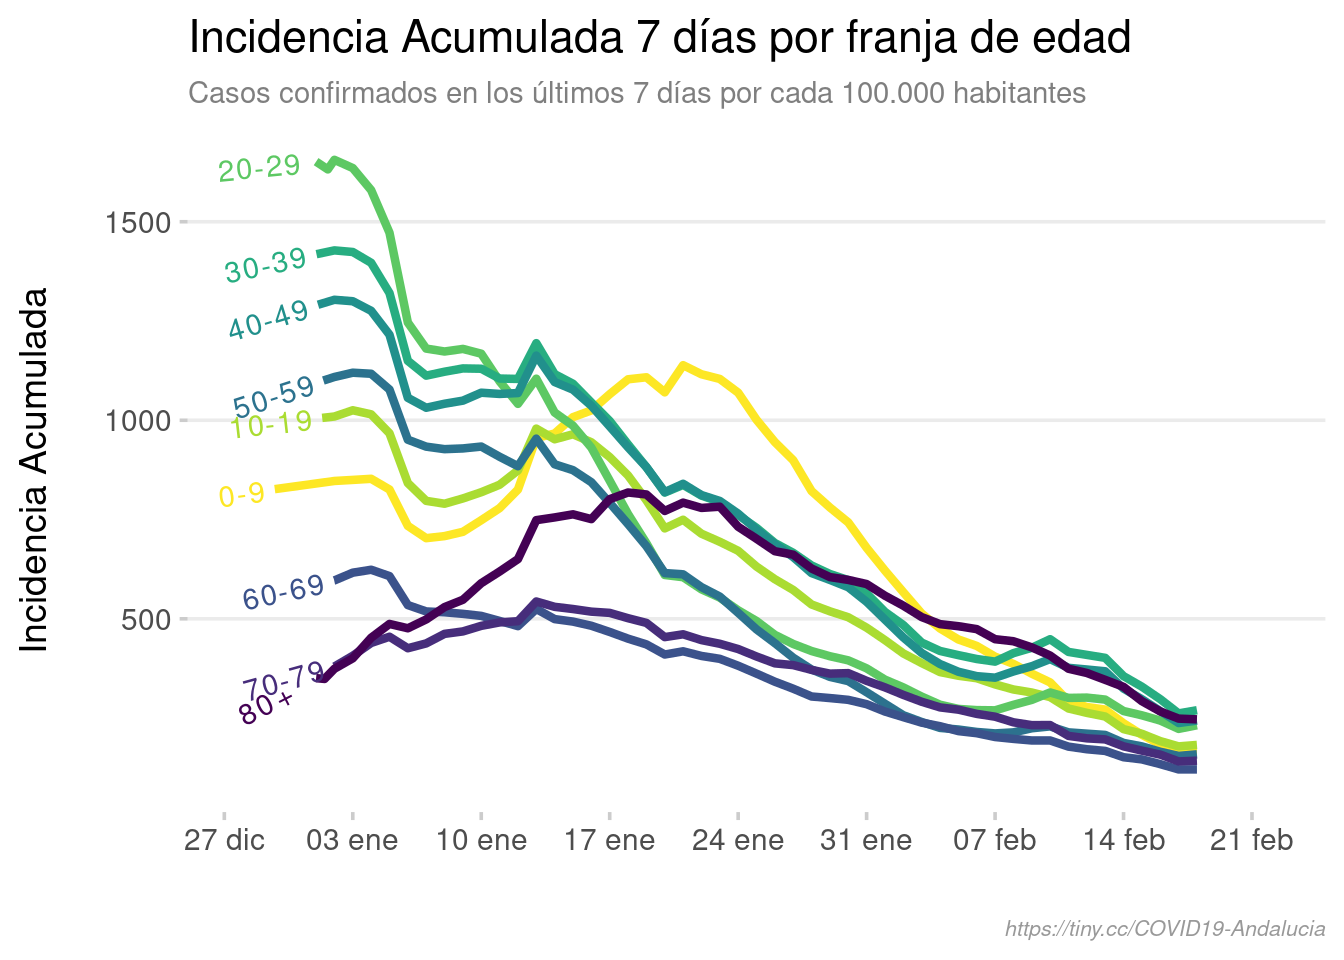 Incidencia Acumulada 7 días por franja de edad
Casos confirmados en los últimos 7 días por cada 100.000 habitantes
Incidencia Acumulada
1500
1000
500
20-29
30-39
40-49
50-59
10-19
0-9
60-69
70-79
80+
27 dic
03 ene
10 ene
17 ene
24 ene
31 ene
07 feb
14 feb
21 feb
https://tiny.cc/COVID19-Andalucia